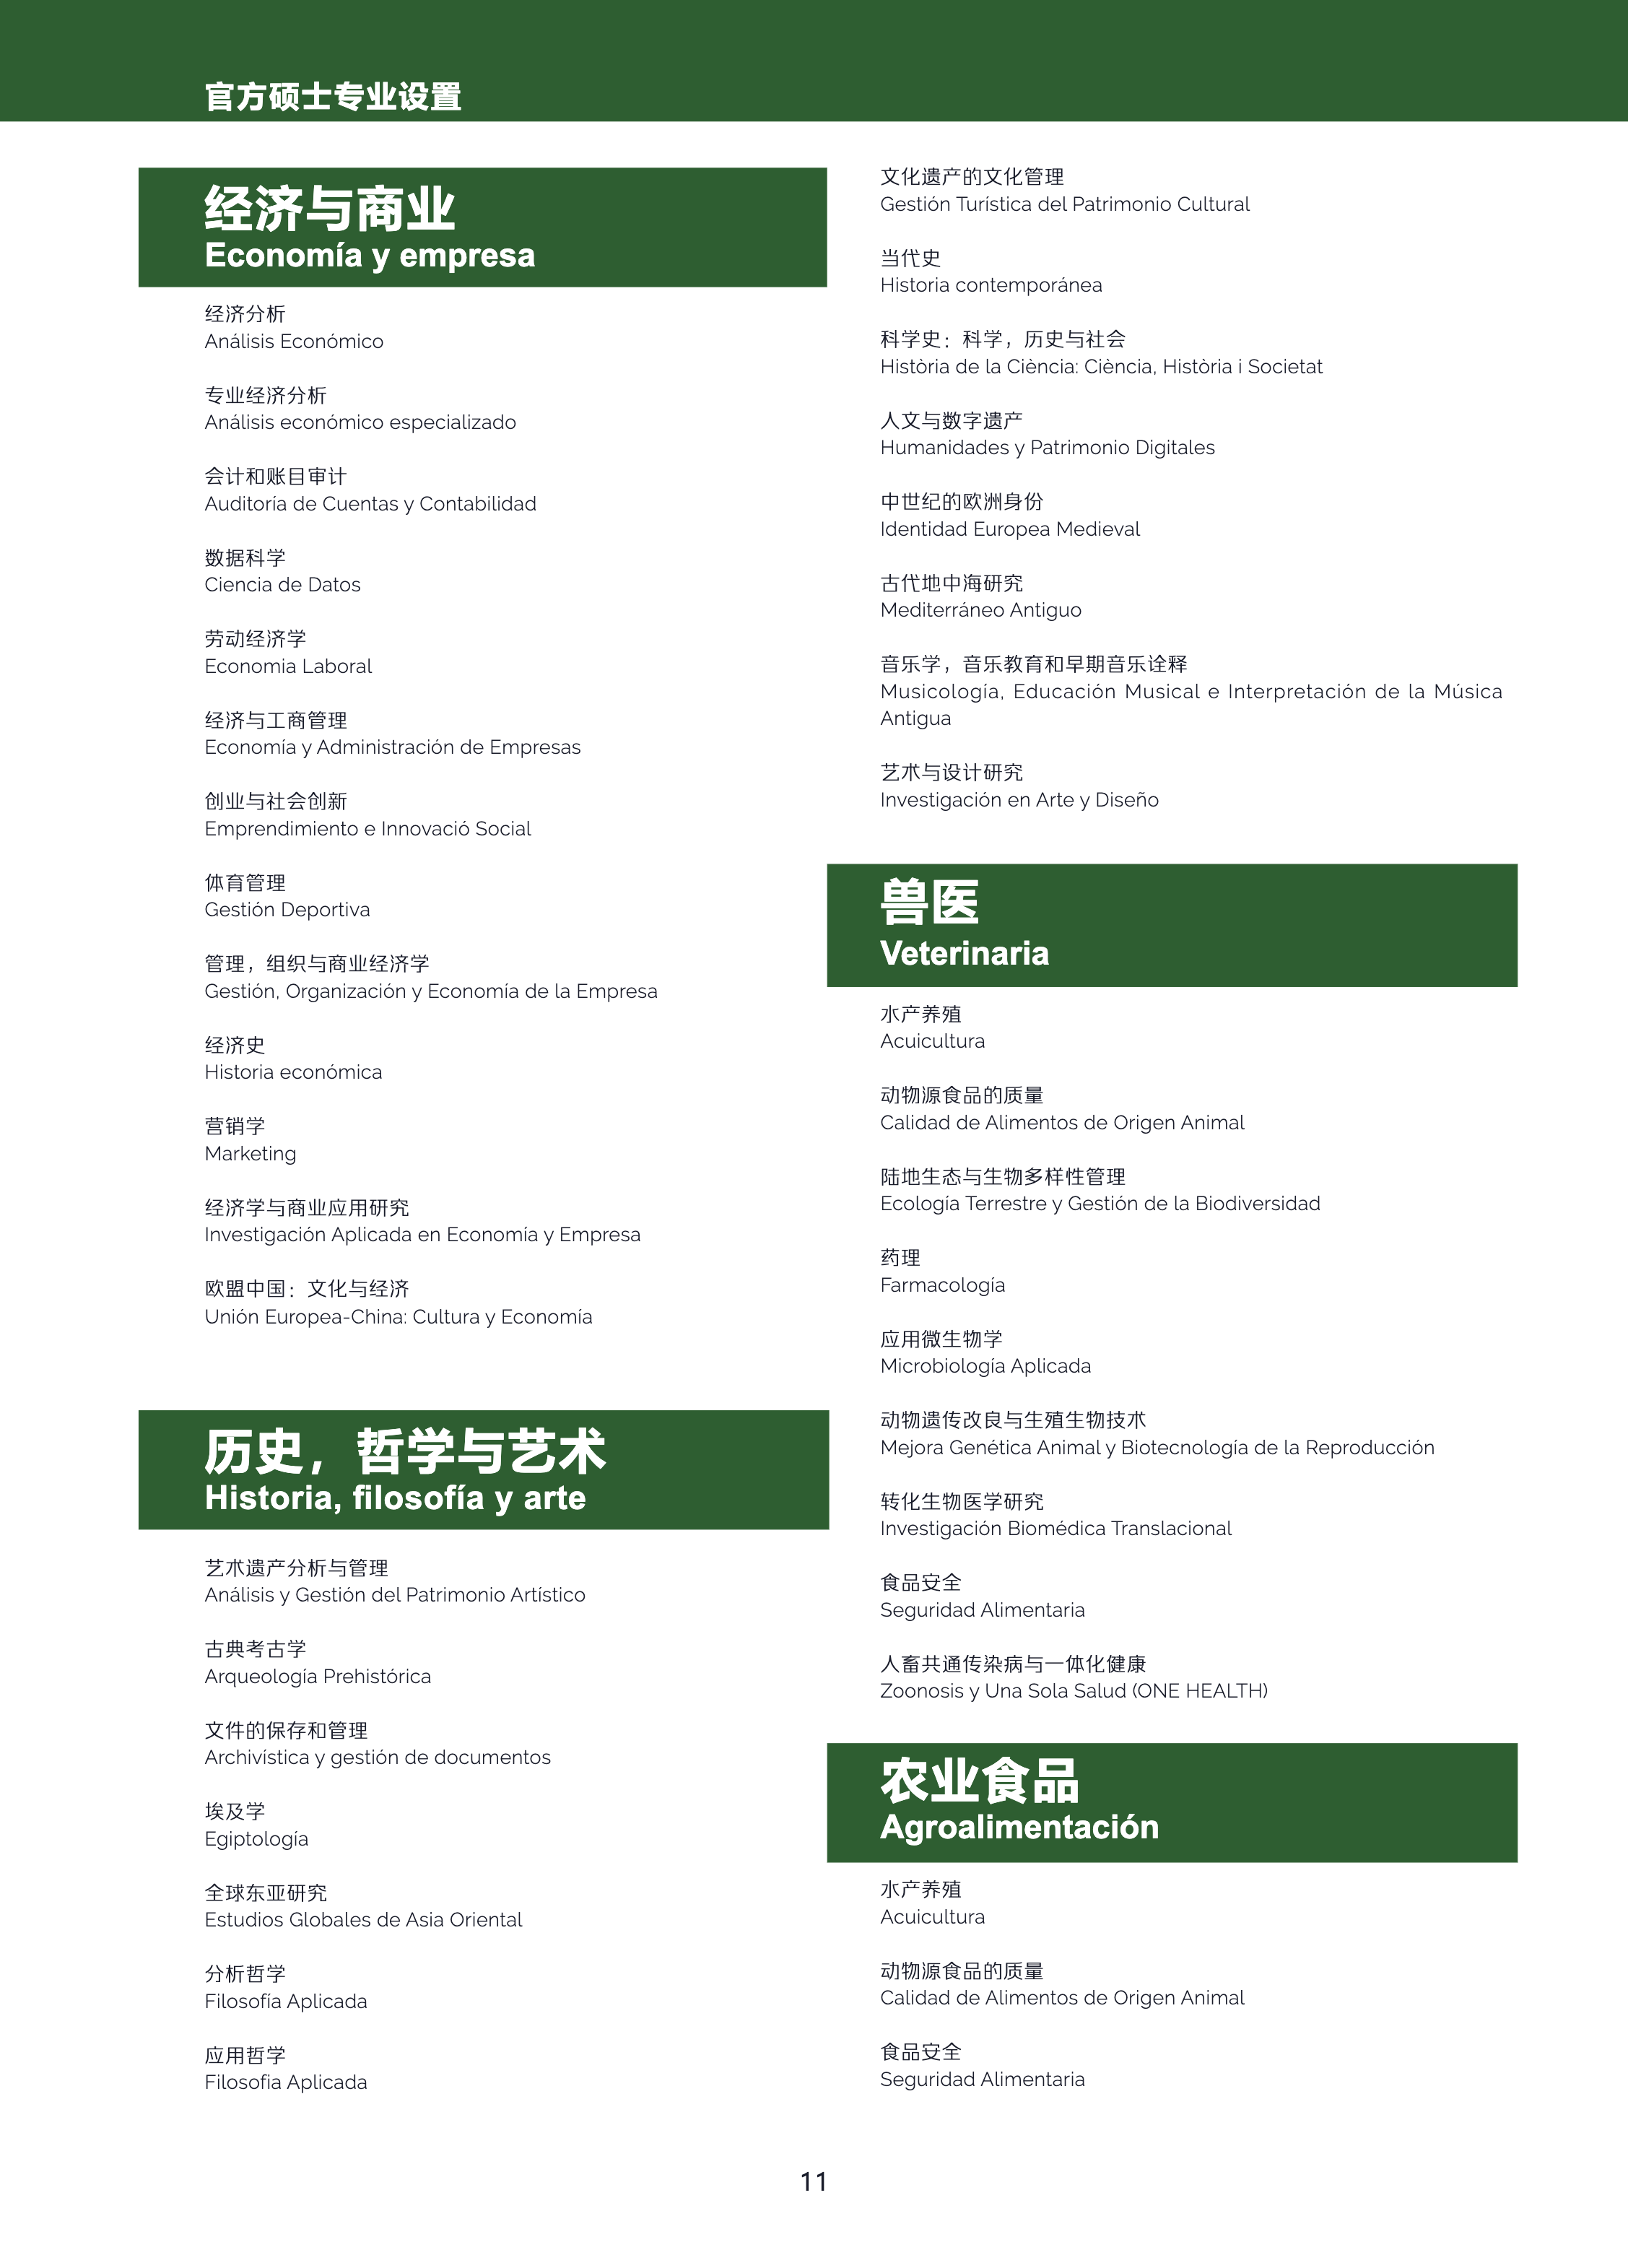 官方硕士专业设置
经济与商业
Economía y empresa
经济分析
Análisis Económico
专业经济分析
Análisis económico especializado
会计和账目审计
Auditoría de Cuentas y Contabilidad
数据科学
Ciencia de Datos
劳动经济学
Economia Laboral
经济与工商管理
Economía y Administración de Empresas
创业与社会创新
Emprendimiento e Innovació Social
体育管理
Gestión Deportiva
管理，组织与商业经济学
Gestión, Organización y Economía de la Empresa
经济史
Historia económica
营销学
Marketing
经济学与商业应用研究
Investigación Aplicada en Economía y Empresa
欧盟中国：文化与经济
Unión Europea-China: Cultura y Economía
历史，哲学与艺术
Historia, filosofía y arte
艺术遗产分析与管理
Análisis y Gestión del Patrimonio Artístico
古典考古学
Arqueología Prehistórica
文件的保存和管理
Archivística y gestión de documentos
埃及学
Egiptología
全球东亚研究
Estudios Globales de Asia Oriental
分析哲学
Filosofía Aplicada
应用哲学
Filosofia Aplicada
文化遗产的文化管理
Gestión Turística del Patrimonio Cultural
当代史
Historia contemporánea
科学史：科学，历史与社会
Història de la Ciència: Ciència, Història i Societat
人文与数字遗产
Humanidades y Patrimonio Digitales
中世纪的欧洲身份
Identidad Europea Medieval
古代地中海研究
Mediterráneo Antiguo
音乐学，音乐教育和早期音乐诠释
Musicología, Educación Musical e Interpretación de la Música
Antigua
艺术与设计研究
Investigación en Arte y Diseño
兽医
Veterinaria
水产养殖
Acuicultura
动物源食品的质量
Calidad de Alimentos de Origen Animal
陆地生态与生物多样性管理
Ecología Terrestre y Gestión de la Biodiversidad
药理
Farmacología
应用微生物学
Microbiología Aplicada
动物遗传改良与生殖生物技术
Mejora Genética Animal y Biotecnología de la Reproducción
转化生物医学研究
Investigación Biomédica Translacional
食品安全
Seguridad Alimentaria
人畜共通传染病与一体化健康
Zoonosis y Una Sola Salud (ONE HEALTH)
农业食品
Agroalimentación
水产养殖
Acuicultura
动物源食品的质量
Calidad de Alimentos de Origen Animal
食品安全
Seguridad Alimentaria
11